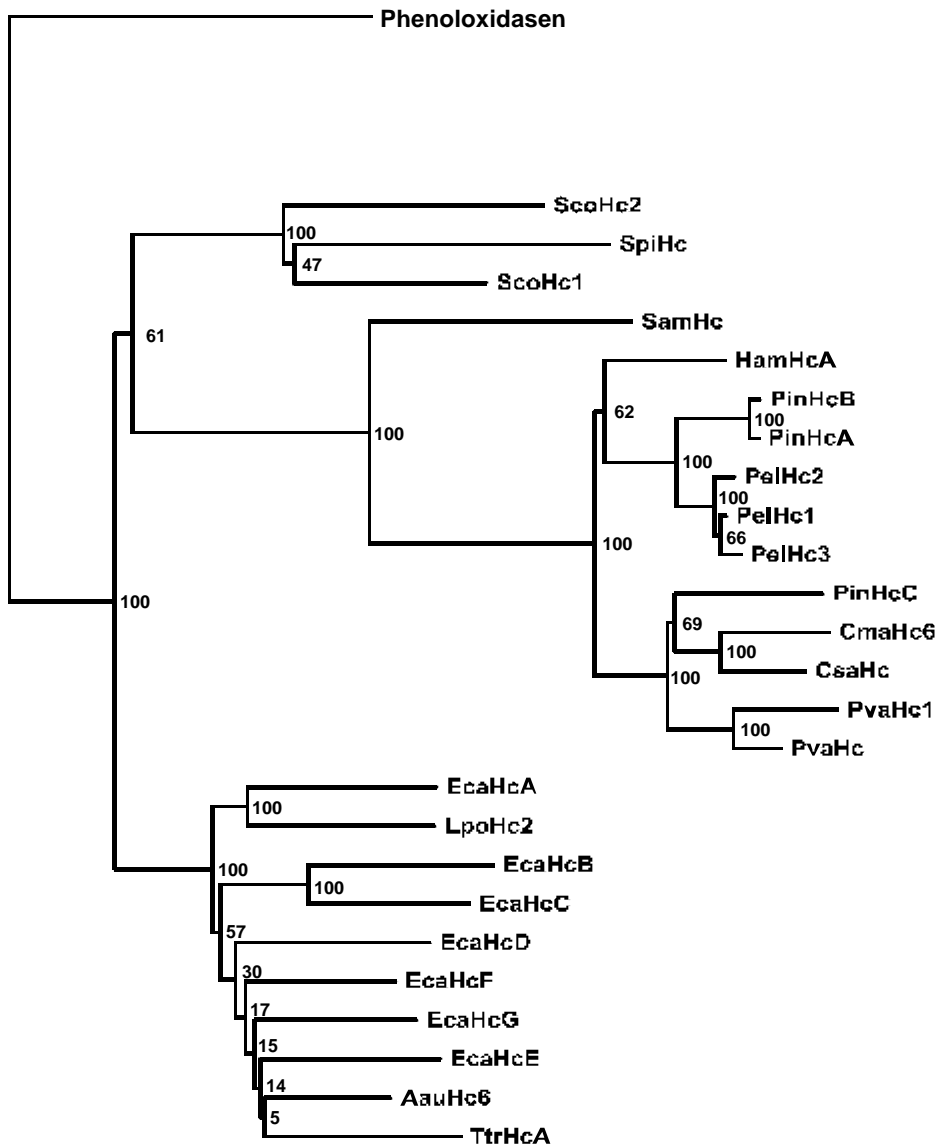 Phenoloxidasen
ScoHc2
100
SpiHc
47
ScoHc1
SamHc
61
HamHcA
PinHcB
62
100
100
PinHcA
100
PelHc2
100
PelHc1
66
100
PelHc3
PinHcC
100
69
CmaHc6
100
CsaHc
100
PvaHc1
100
PvaHc
EcaHcA
100
LpoHc2
EcaHcB
100
100
EcaHcC
57
EcaHcD
30
EcaHcF
17
EcaHcG
15
EcaHcE
14
AauHc6
5
TtrHcA